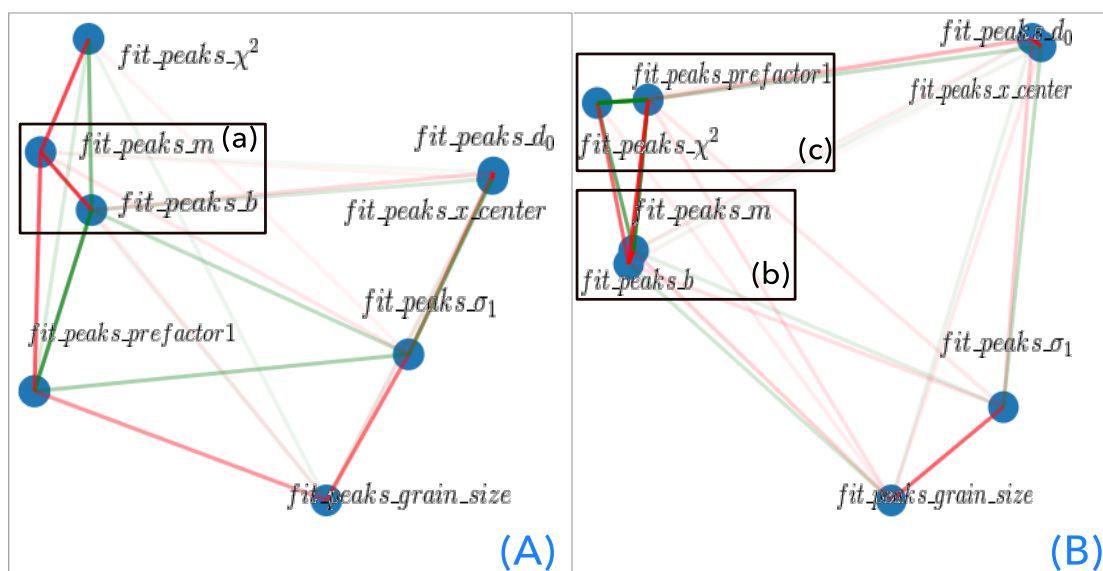 fit_peaks_χ²
fit_peaks_m
(a)
fit_peaks_b
fit_peaks_d₀
fit_peaks_x_center
fit_peaks_σ₁
fit_peaks_prefactor1
fit_peaks_grain_size
(A)
fit_peaks_d₀
fit_peaks_prefactor1
fit_peaks_x_center
fit_peaks_χ²
(c)
fit_peaks_m
fit_peaks_b
(b)
fit_peaks_σ₁
fit_peaks_grain_size
(B)